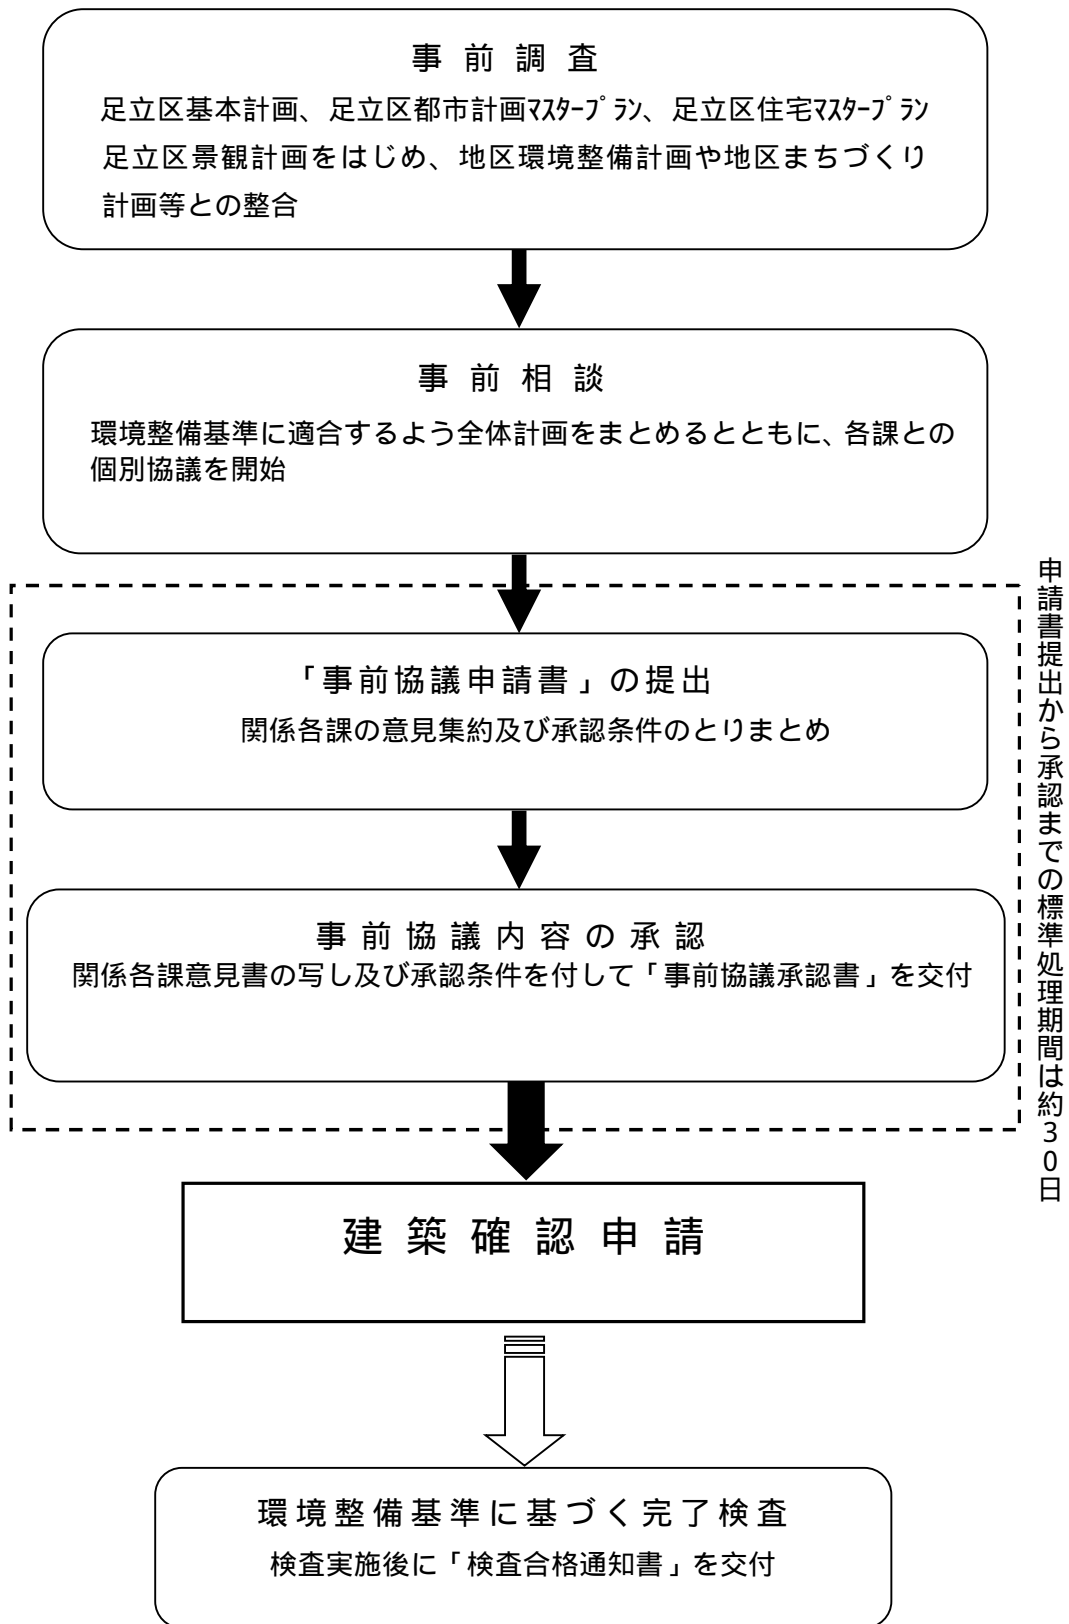 事前調査
足立区基本計画、足立区都市計画ﾏｽﾀｰﾌﾟﾗﾝ、足立区住宅ﾏｽﾀｰﾌﾟﾗﾝ
足立区景観計画をはじめ、地区環境整備計画や地区まちづくり
計画等との整合
事前相談
環境整備基準に適合するよう全体計画をまとめるとともに、各課との
個別協議を開始
「事前協議申請書」の提出
関係各課の意見集約及び承認条件のとりまとめ
事前協議内容の承認
関係各課意見書の写し及び承認条件を付して「事前協議承認書」を交付
申請書提出から承認までの標準処理期間は約30日
建築確認申請
環境整備基準に基づく完了検査
検査実施後に「検査合格通知書」を交付